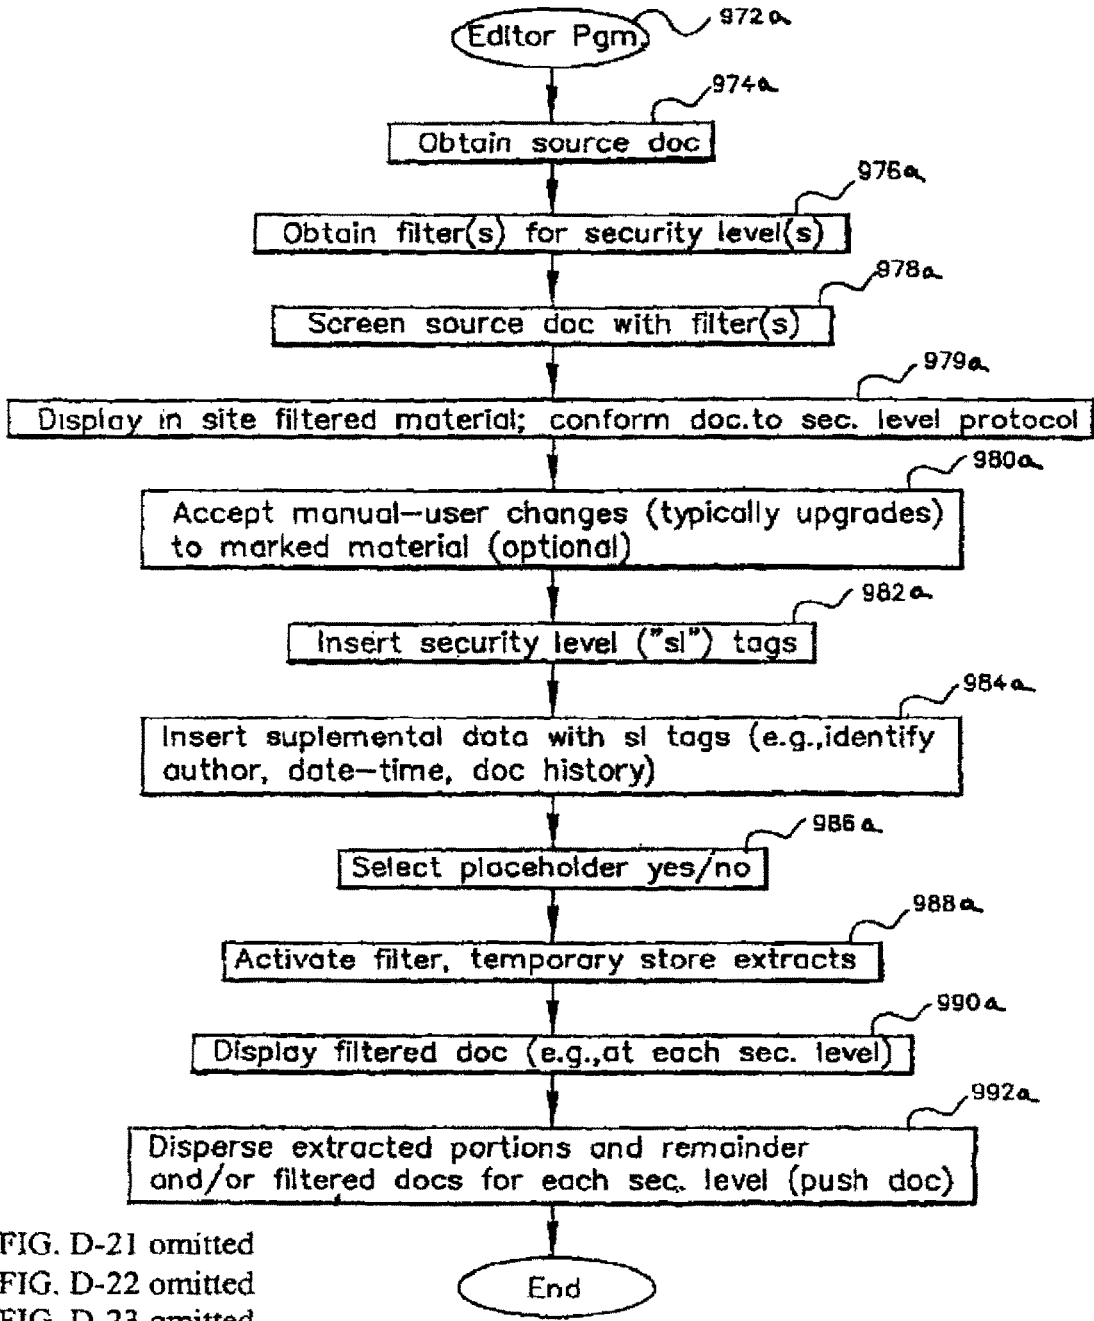 972a
Editor Pgm.
974a
Obtain source doc
976a
Obtain filter(s) for security level(s)
978a
Screen source doc with filter(s)
979a
Display in site filtered material; conform doc.to sec. level protocol
980a
Accept manual-user changes (typically upgrades)
to marked material (optional)
982a
Insert security level ("sl") tags
984a
Insert suplemental data with sl tags (e.g.,identify
author, date-time, doc history)
986a
Select placeholder yes/no
988a
Activate filter, temporary store extracts
990a
Display filtered doc (e.g.,at each sec. level)
992a
Disperse extracted portions and remainder
and/or filtered docs for each sec. level (push doc)
End
FIG. D-21 omitted
FIG. D-22 omitted
FIG. D-23 omitted